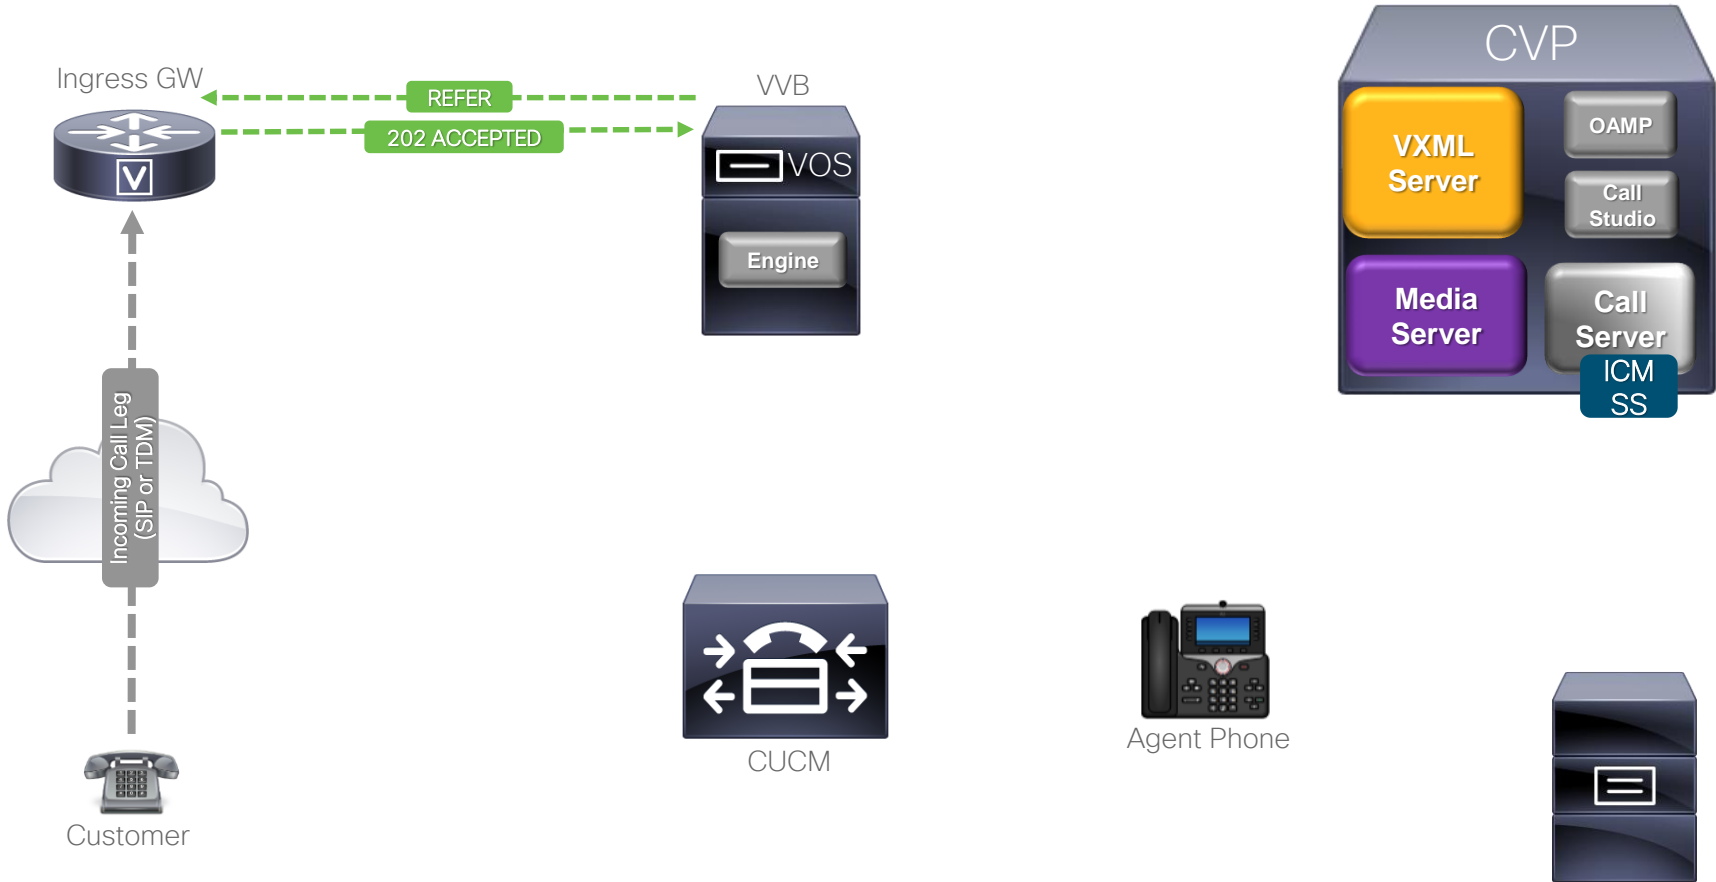 CVP
Ingress GW
REFER
VVB
202 ACCEPTED
VOS
Engine
VXML
Server
OAMP
Call
Studio
Media
Server
Call
Server
ICM
SS
V
Incoming Call Leg
(SIP or TDM)
CUCM
Agent Phone
Customer